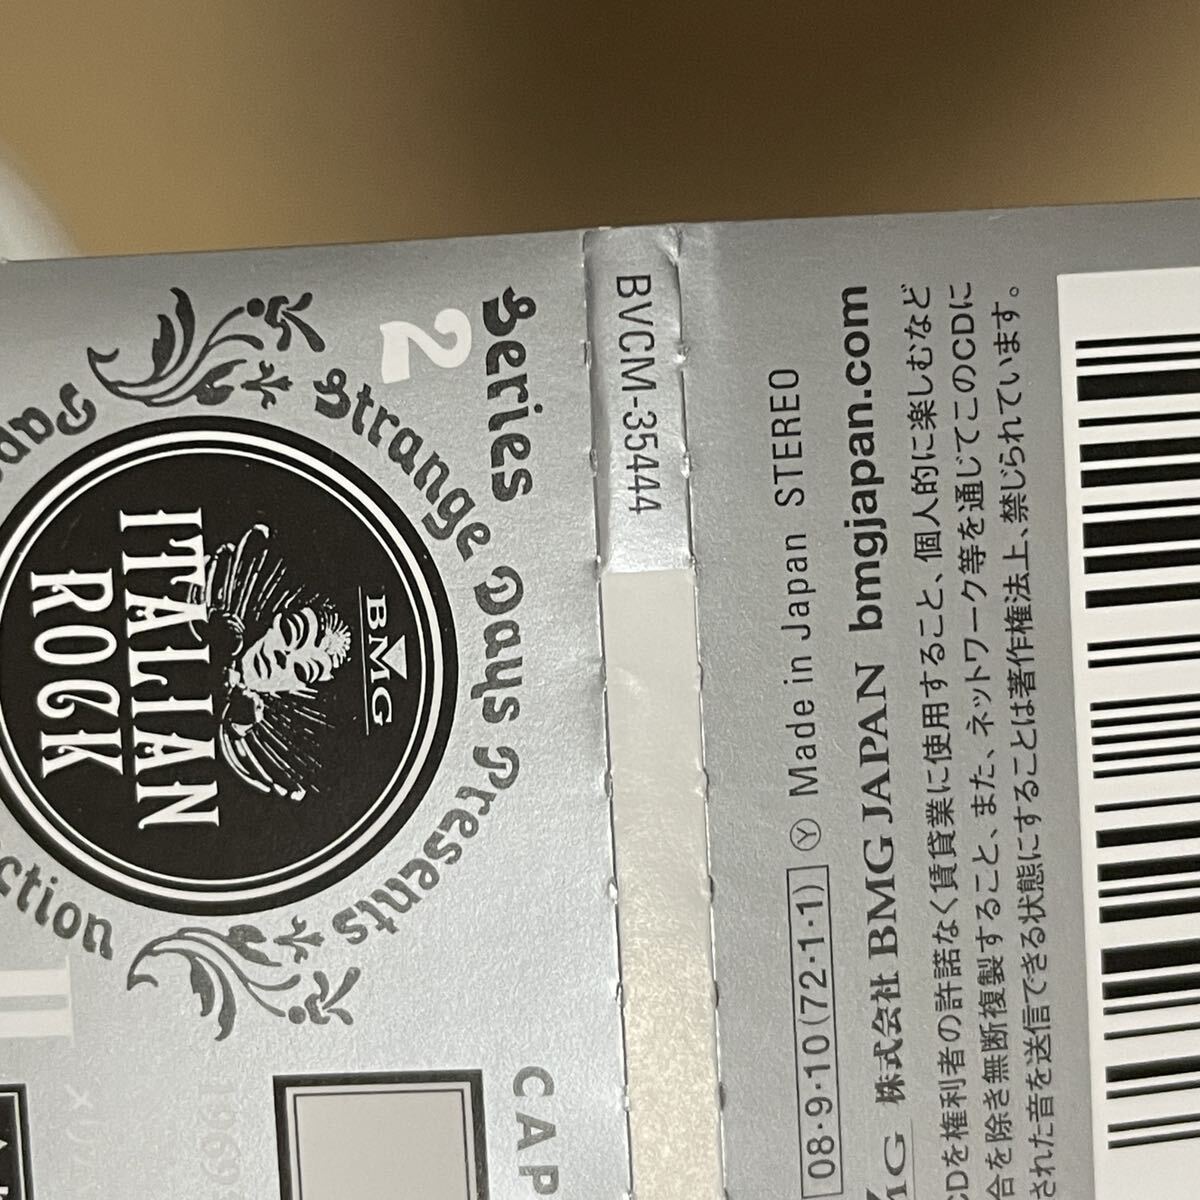 Series
2
Strange Days Presents
ction
BMG
ITALIAN
ROCK
CAP
1969
BVCM-35444
08・9・10(72・1・1) Ⓨ Made in Japan STEREO
株式会社 BMG JAPAN bmgjapan.com
CDを権利者の許諾なく賃貸業に使用すること、個人的に楽しむなど
合を除き無断複製すること、また、ネットワーク等を通じてこのCDに
された音を送信できる状態にすることは著作権法上、禁じられています。